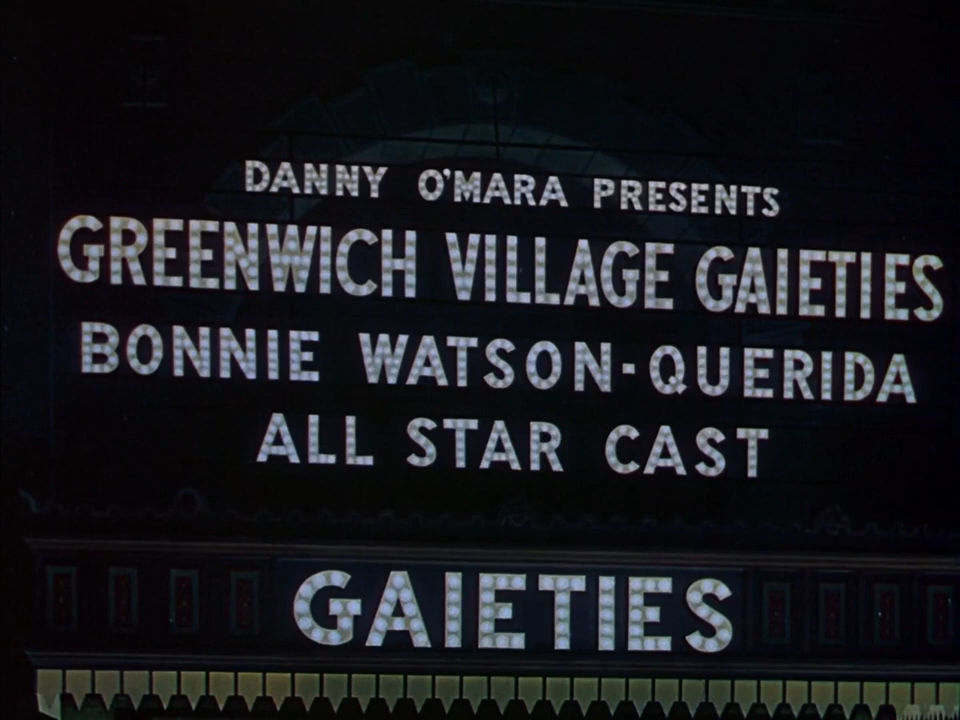 DANNY O'MARA PRESENTS
GREENWICH VILLAGE GAIETIES
BONNIE WATSON-QUERIDA
ALL STAR CAST
GAIETIES